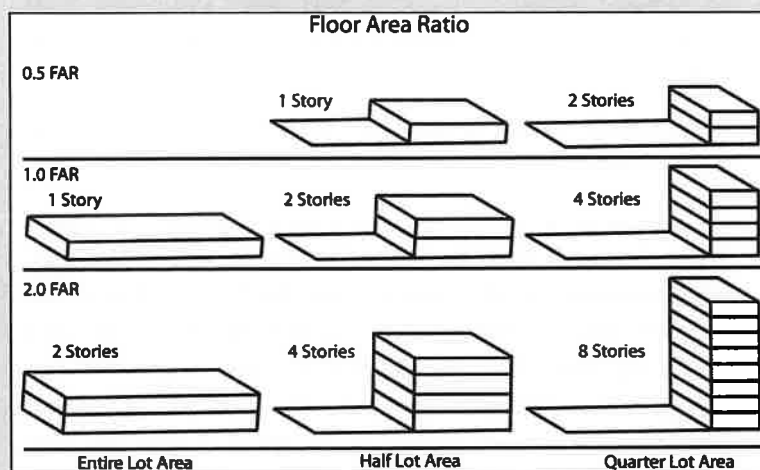 Floor Area Ratio
0.5 FAR
1 Story
2 Stories
1.0 FAR
1 Story
2 Stories
4 Stories
2.0 FAR
2 Stories
4 Stories
8 Stories
Entire Lot Area
Half Lot Area
Quarter Lot Area